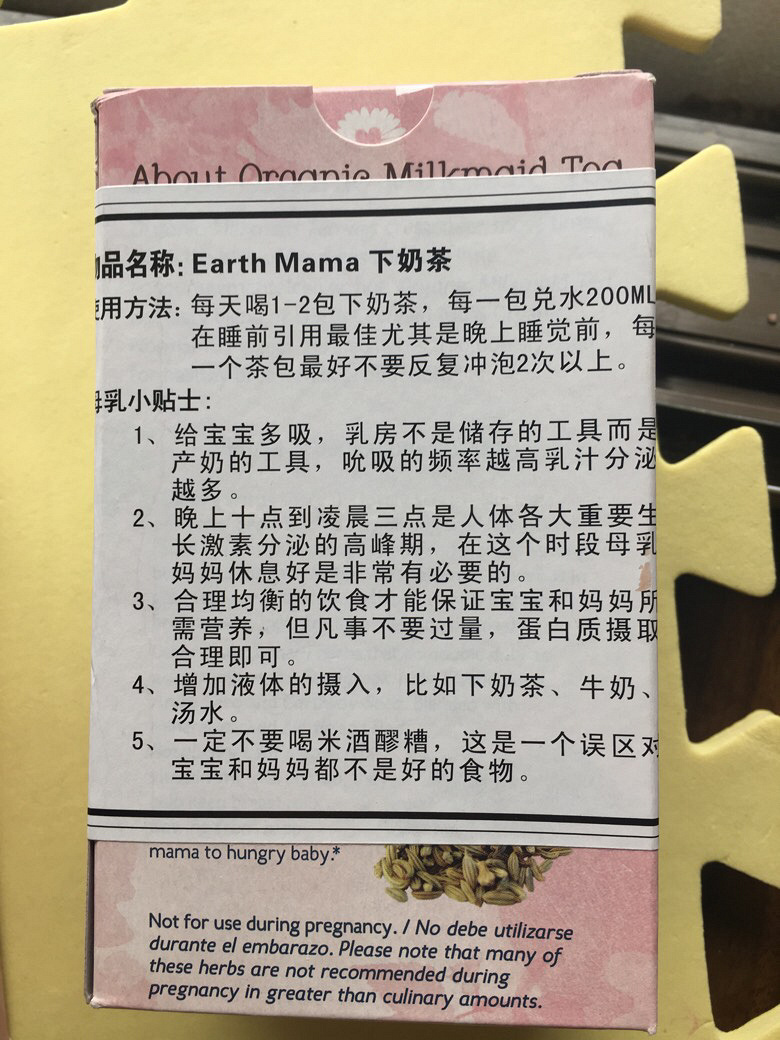 About Organic Milkmaid Tea
品名称: Earth Mama 下奶茶
用方法: 每天喝1-2包下奶茶，每一包兑水200ML
在睡前引用最佳尤其是晚上睡觉前，每
一个茶包最好不要反复冲泡2次以上。
母乳小贴士:
1、给宝宝多吸，乳房不是储存的工具而是
产奶的工具，吮吸的频率越高乳汁分泌
越多。
2、晚上十点到凌晨三点是人体各大重要生
长激素分泌的高峰期，在这个时段母乳
妈妈休息好是非常有必要的。
3、合理均衡的饮食才能保证宝宝和妈妈所
需营养，但凡事不要过量，蛋白质摄取
合理即可。
4、增加液体的摄入，比如下奶茶、牛奶、
汤水。
5、一定不要喝米酒醪糟，这是一个误区对
宝宝和妈妈都不是好的食物。
mama to hungry baby.*
Not for use during pregnancy. / No debe utilizarse
durante el embarazo. Please note that many of
these herbs are not recommended during
pregnancy in greater than culinary amounts.